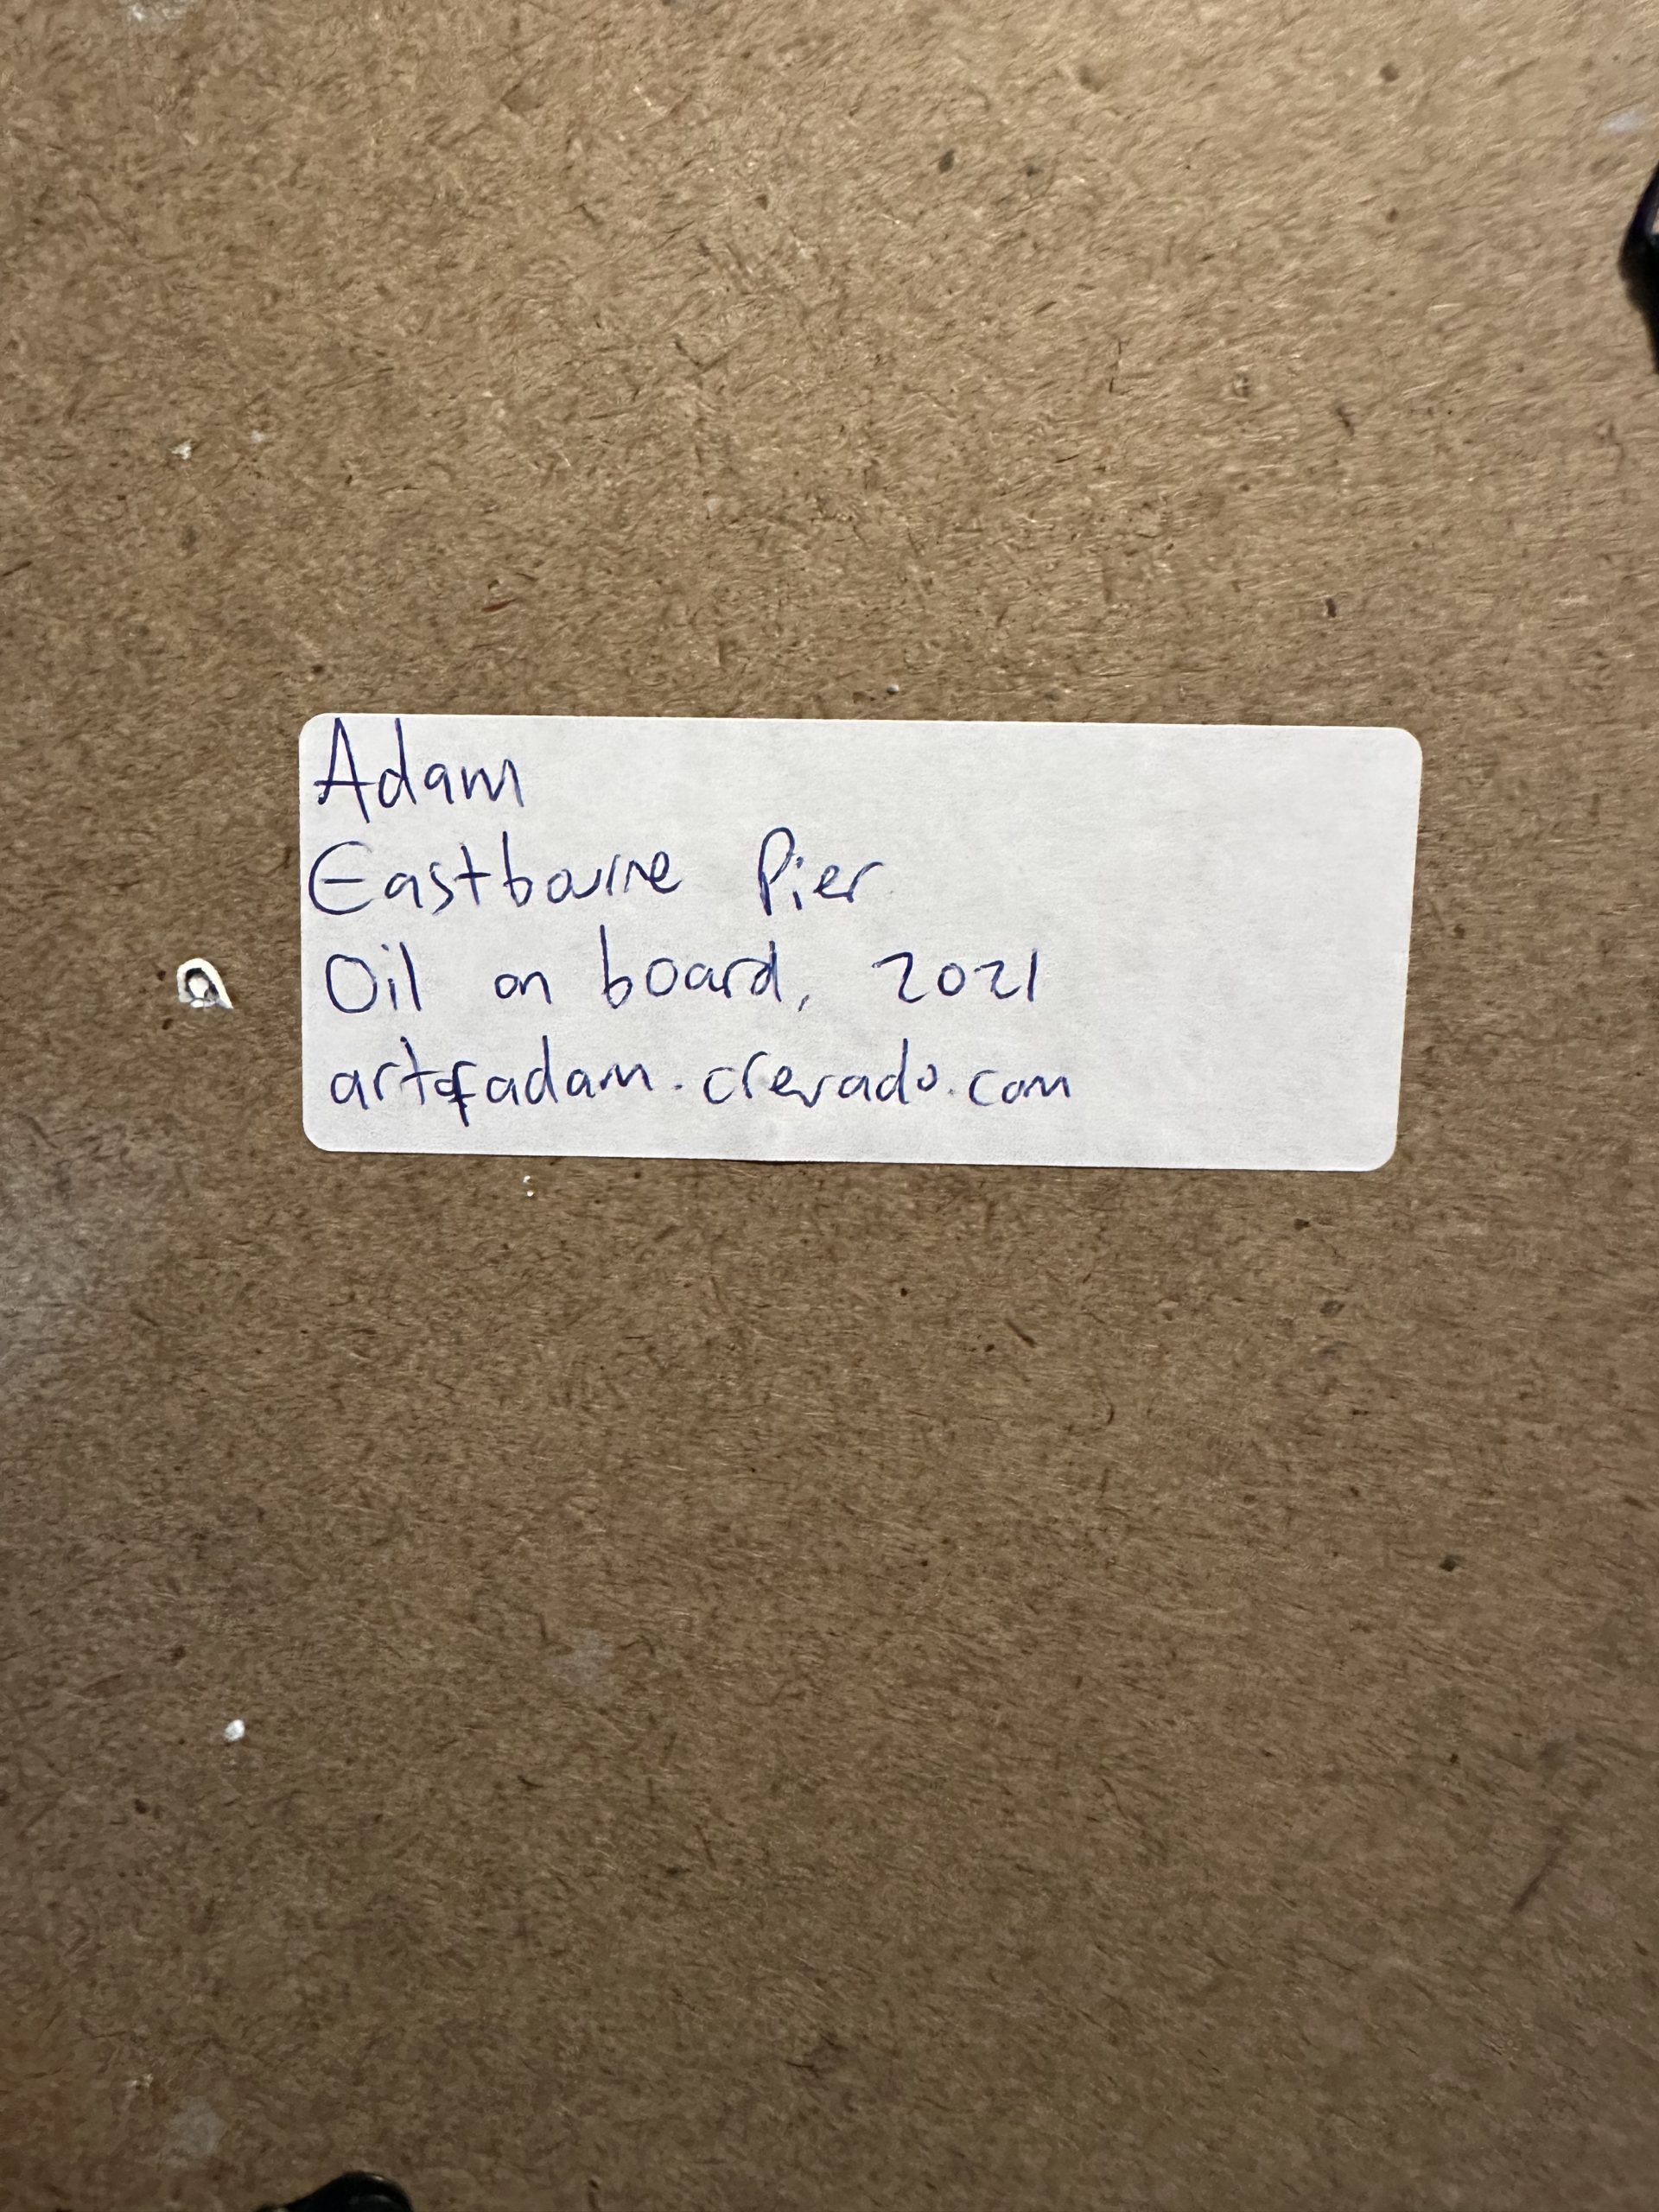 Adam
Eastbourne Pier
Oil on board, 2021
artofadam.crevado.com